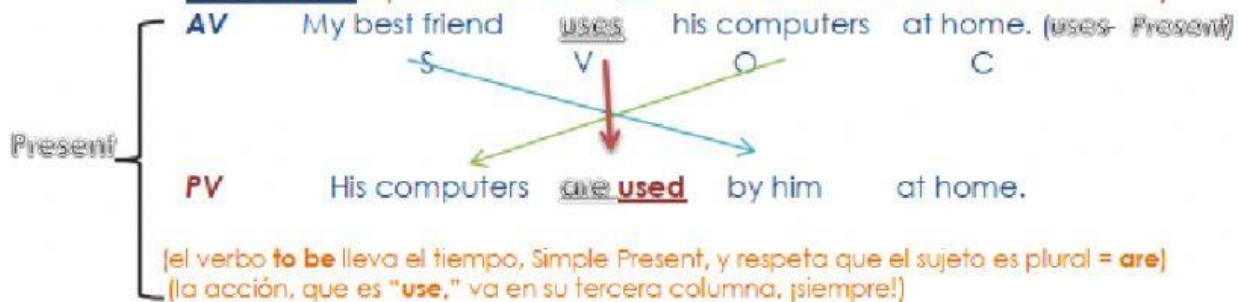 AV My best friend uses his computers at home. (uses- Present)
S V O C
Present
PV His computers are used by him at home.
(el verbo to be lleva el tiempo, Simple Present, y respeta que el sujeto es plural = are)
(la acción, que es "use," va en su tercera columna, ¡siempre!)